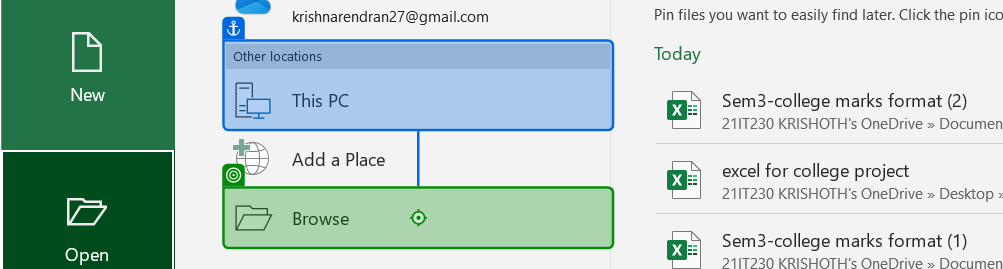 New
Open
krishnarendran27@gmail.com
Other locations
This PC
Add a Place
Browse
Pin files you want to easily find later. Click the pin ico
Today
Sem3-college marks format (2)
21IT230 KRISHOTH's OneDrive » Documen
excel for college project
21IT230 KRISHOTH's OneDrive » Desktop »
Sem3-college marks format (1)
21IT230 KRISHOTH's OneDrive » Documen